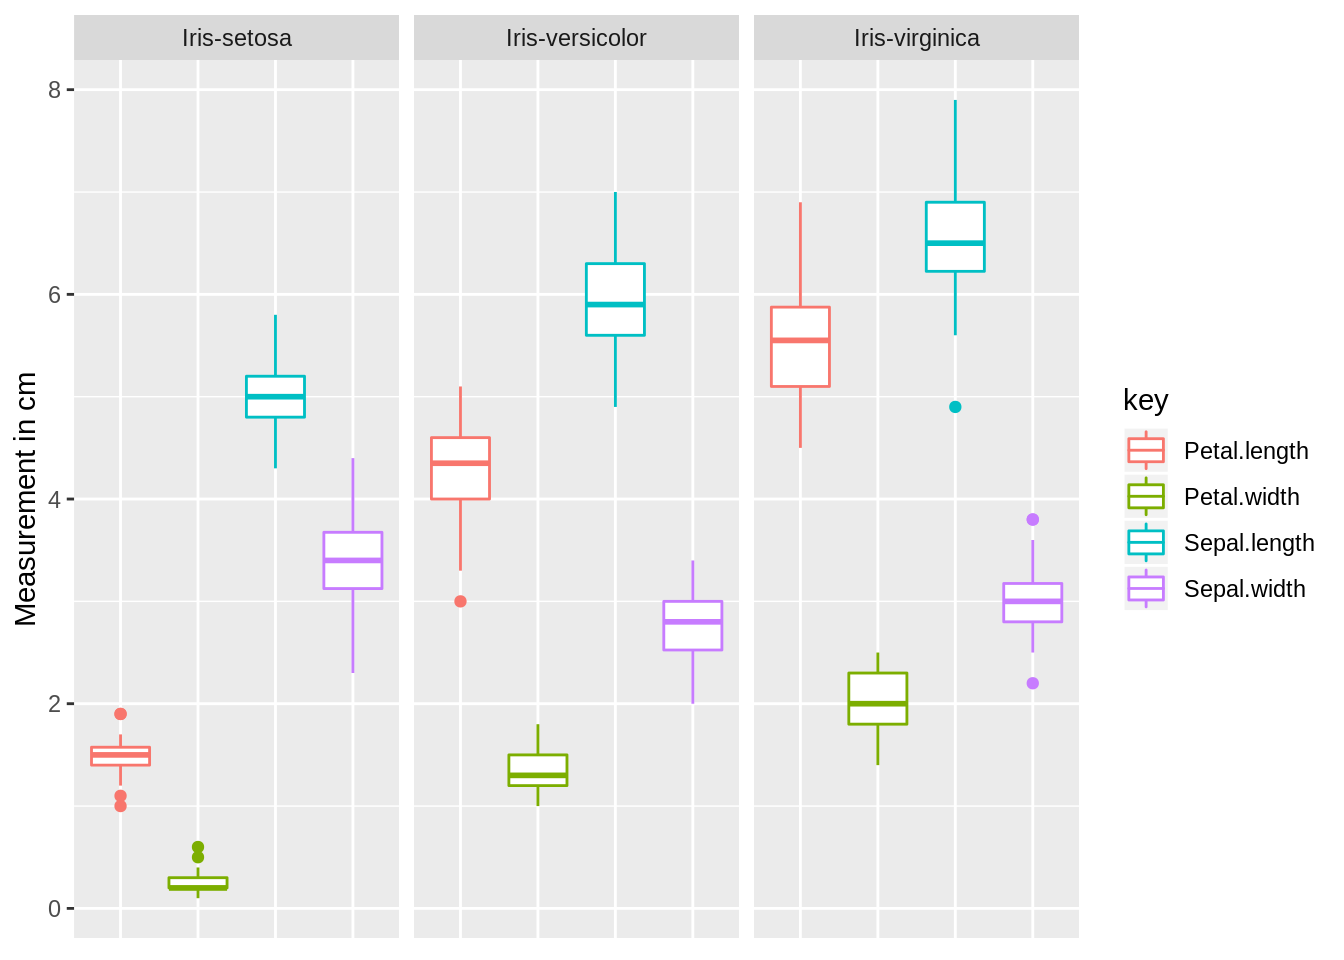 Iris-setosa
Iris-versicolor
Iris-virginica
8
6
4
2
0
Measurement in cm
key
Petal.length
Petal.width
Sepal.length
Sepal.width